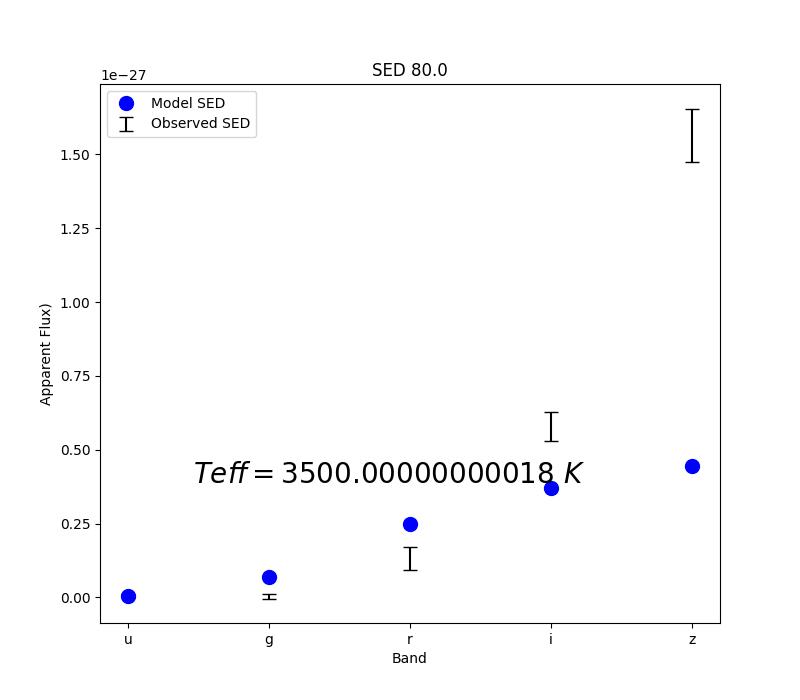 SED 80.0
1e−27
Model SED
Observed SED
1.50
1.25
1.00
0.75
0.50
0.25
0.00
Apparent Flux)
Teff = 3500.00000000018 K
u g r i z
Band